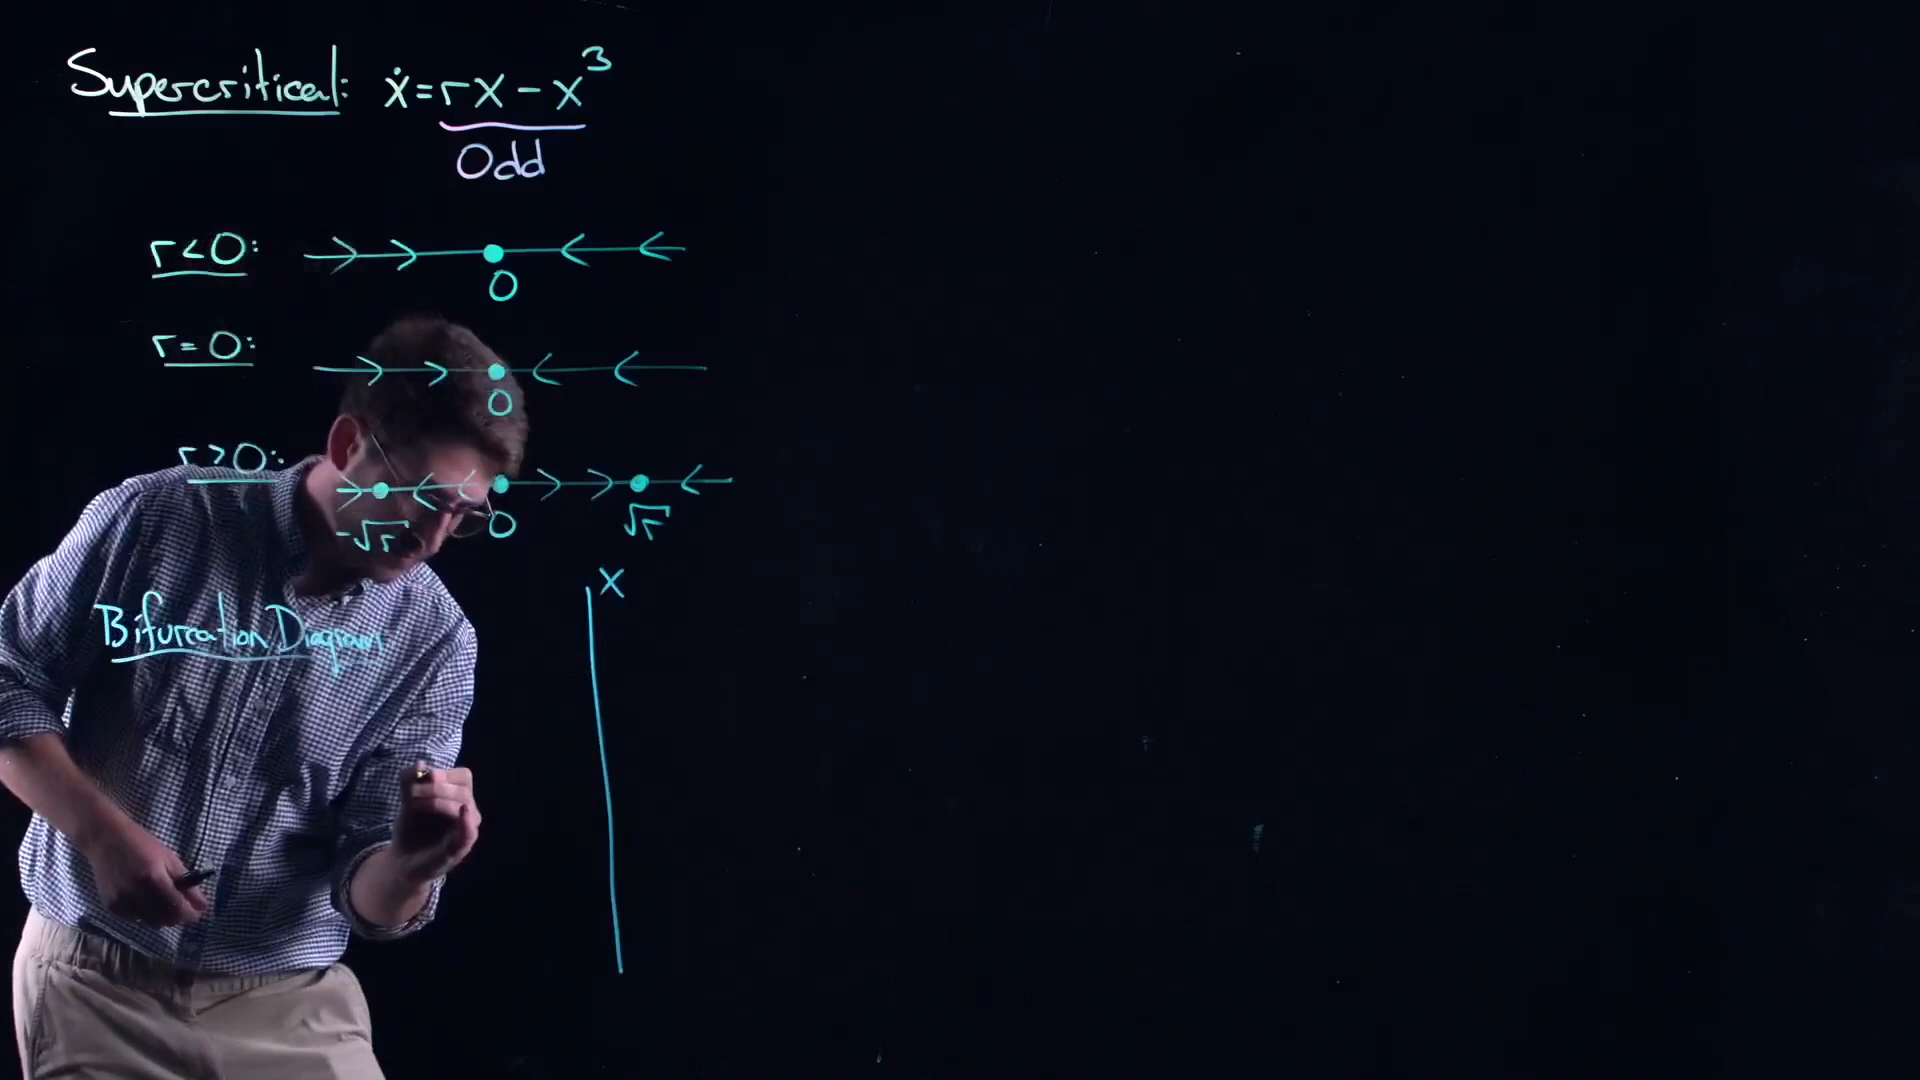 Supercritical: ẋ = rx - x³
Odd
r<0:
0
r=0:
0
r>0:
-√r 0 √r
x
Bifurcation Diagram